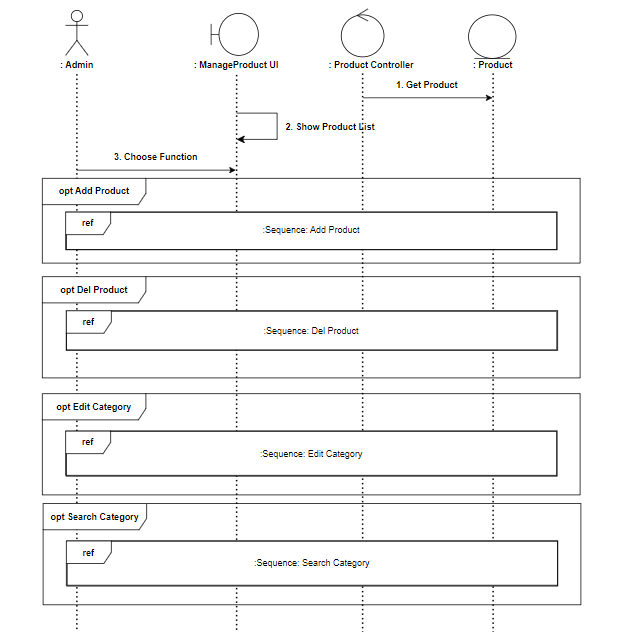 : Admin
: ManageProduct UI
: Product Controller
: Product
1. Get Product
2. Show Product List
3. Choose Function
opt Add Product
ref
:Sequence: Add Product
opt Del Product
ref
:Sequence: Del Product
opt Edit Category
ref
:Sequence: Edit Category
opt Search Category
ref
:Sequence: Search Category